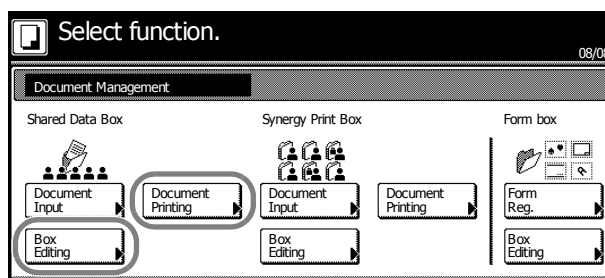 Select function.
08/08
Document Management
Shared Data Box
Synergy Print Box
Form box
Document
Input
Document
Printing
Document
Input
Document
Printing
Form
Reg.
Box
Editing
Box
Editing
Box
Editing